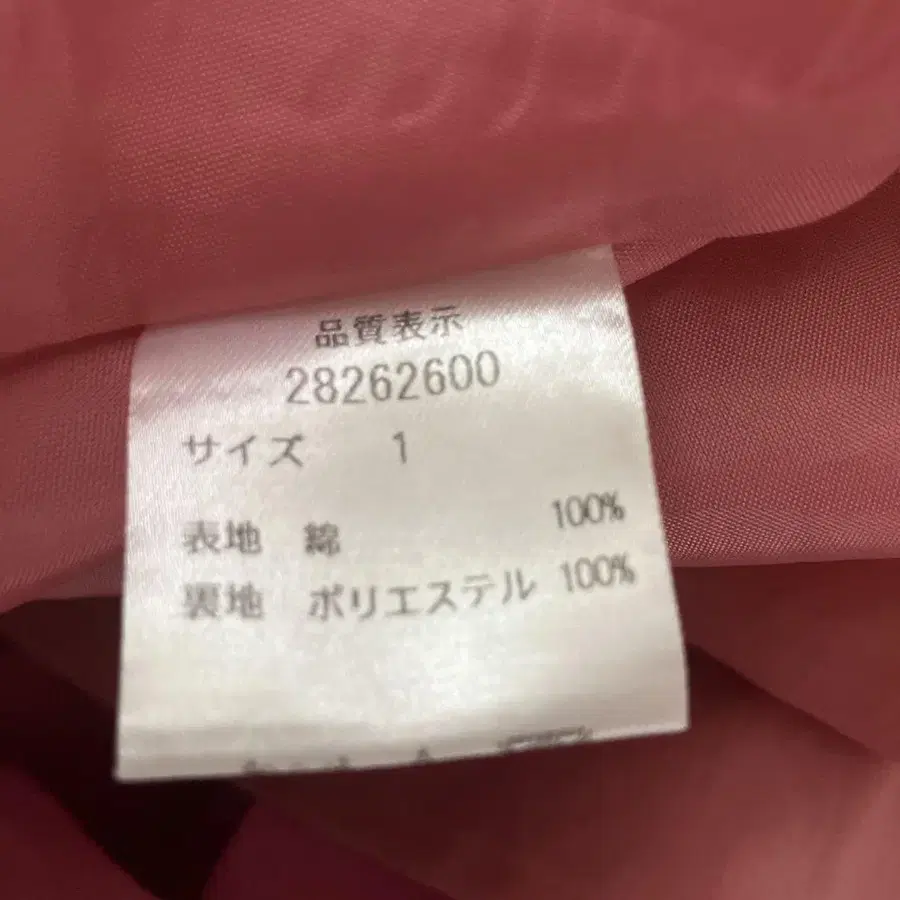 品質表示
28262600
サイズ 1
表地 綿 100%
裏地 ポリエステル 100%